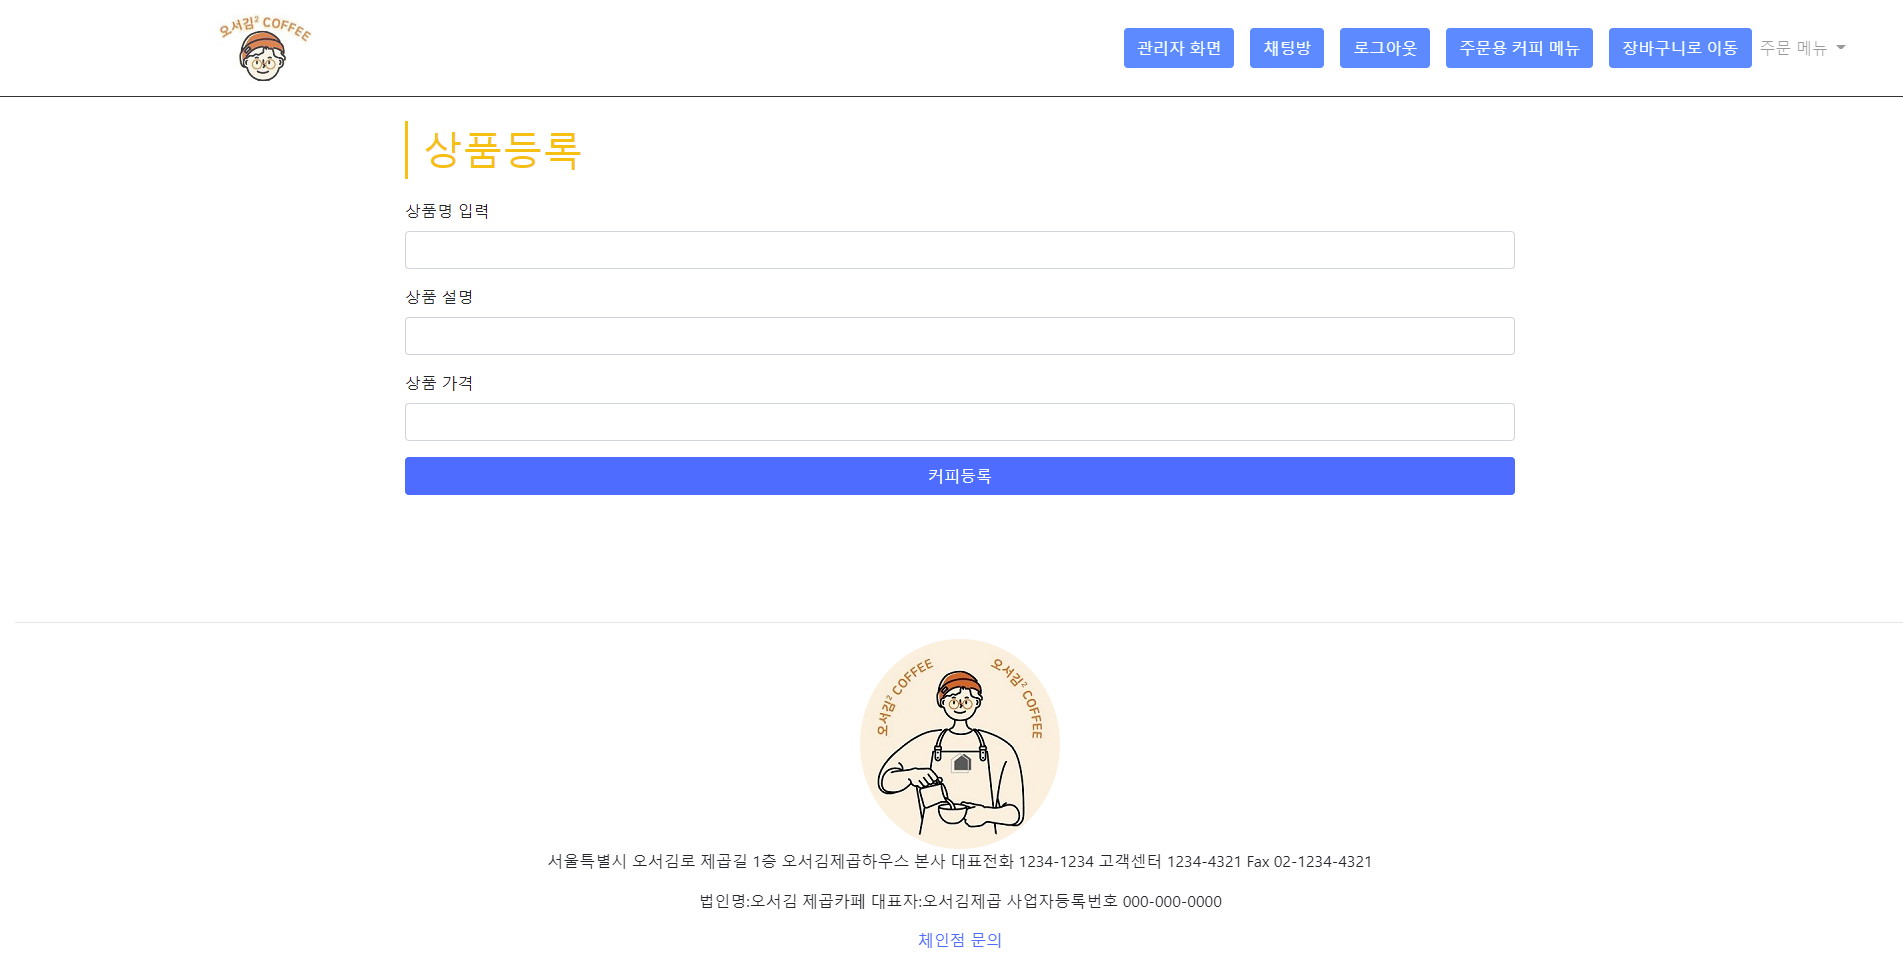 오서김² COFFEE
관리자 화면 채팅방 로그아웃 주문용 커피 메뉴 장바구니로 이동 주문 메뉴
상품등록
상품명 입력
상품 설명
상품 가격
커피등록
오서김² COFFEE 오서김² COFFEE
서울특별시 오서김로 제곱길 1층 오서김제곱하우스 본사 대표전화 1234-1234 고객센터 1234-4321 Fax 02-1234-4321
법인명:오서김 제곱카페 대표자:오서김제곱 사업자등록번호 000-000-0000
체인점 문의